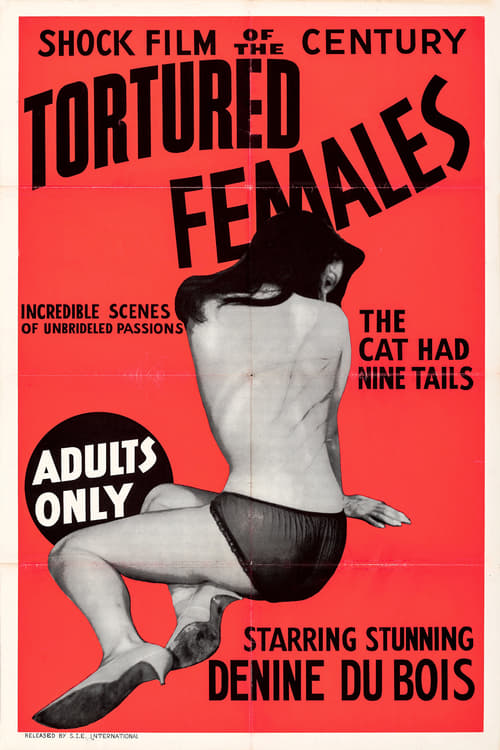 SHOCK FILM OF THE CENTURY
TORTURED
FEMALES
INCREDIBLE SCENES
OF UNBRIDELED PASSIONS
THE
CAT HAD
NINE TAILS
ADULTS
ONLY
STARRING STUNNING
DENINE DU BOIS
RELEASED BY S.I.E. INTERNATIONAL